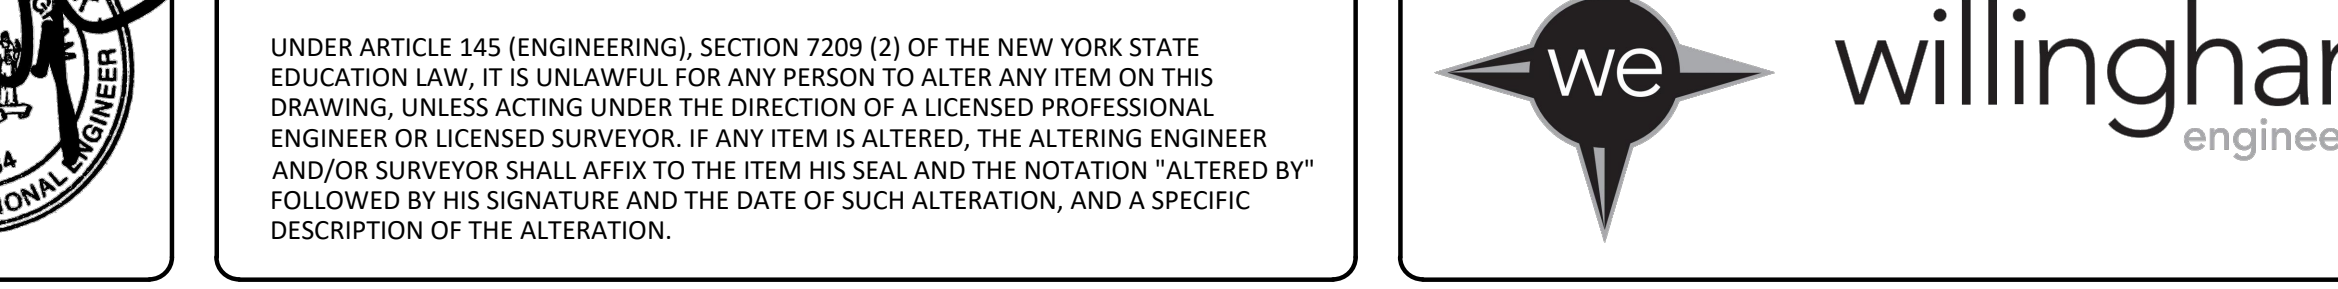 UNDER ARTICLE 145 (ENGINEERING), SECTION 7209 (2) OF THE NEW YORK STATE
EDUCATION LAW, IT IS UNLAWFUL FOR ANY PERSON TO ALTER ANY ITEM ON THIS
DRAWING, UNLESS ACTING UNDER THE DIRECTION OF A LICENSED PROFESSIONAL
ENGINEER OR LICENSED SURVEYOR. IF ANY ITEM IS ALTERED, THE ALTERING ENGINEER
AND/OR SURVEYOR SHALL AFFIX TO THE ITEM HIS SEAL AND THE NOTATION "ALTERED BY"
FOLLOWED BY HIS SIGNATURE AND THE DATE OF SUCH ALTERATION, AND A SPECIFIC
DESCRIPTION OF THE ALTERATION.
we
willinghar
enginee
ONAL ENGINEER